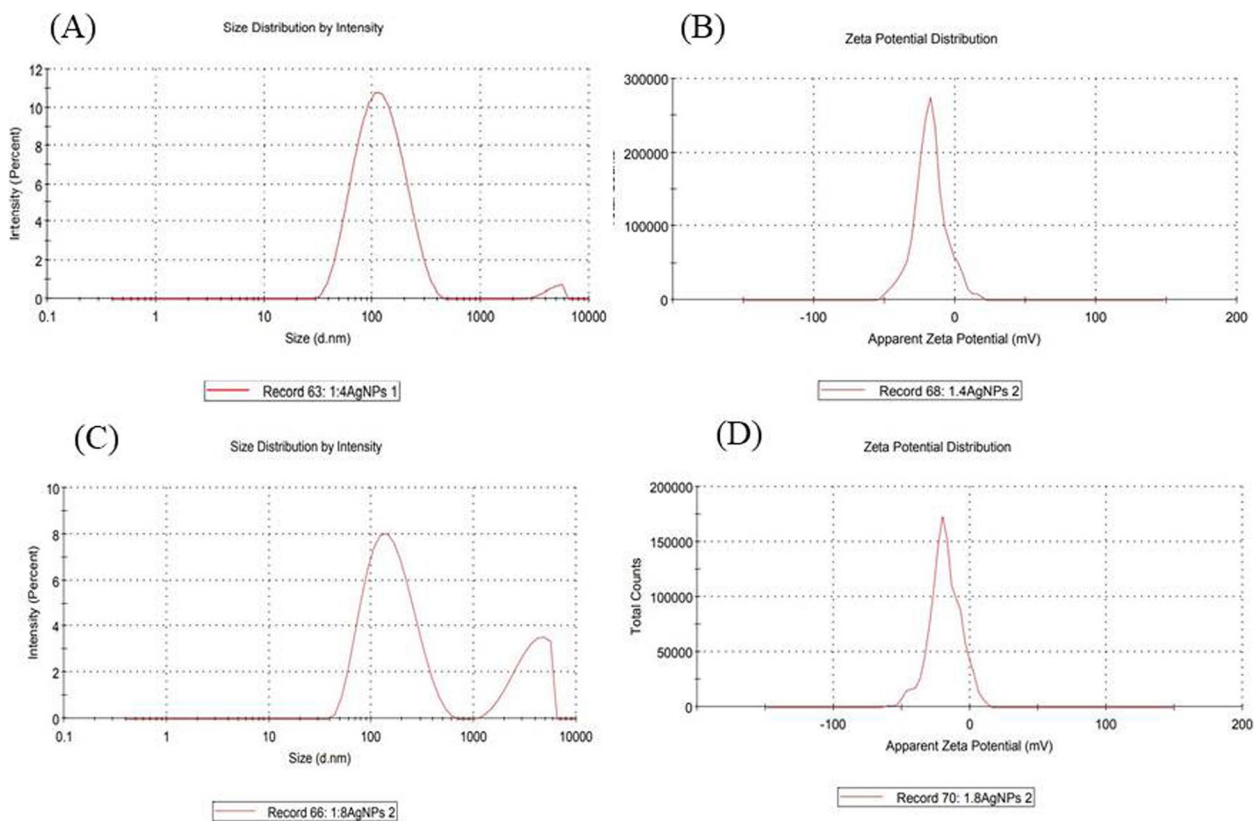 (A)
Size Distribution by Intensity
12
10
8
6
4
2
0
Intensity (Percent)
0.1 1 10 100 1000 10000
Size (d.nm)
Record 63: 1:4AgNPs 1
(B)
Zeta Potential Distribution
300000
200000
100000
0
-100 0 100 200
Apparent Zeta Potential (mV)
Record 68: 1.4AgNPs 2
(C)
Size Distribution by Intensity
10
8
6
4
2
0
Intensity (Percent)
0.1 1 10 100 1000 10000
Size (d.nm)
Record 66: 1:8AgNPs 2
(D)
Zeta Potential Distribution
200000
150000
100000
50000
0
Total Counts
-100 0 100 200
Apparent Zeta Potential (mV)
Record 70: 1.8AgNPs 2